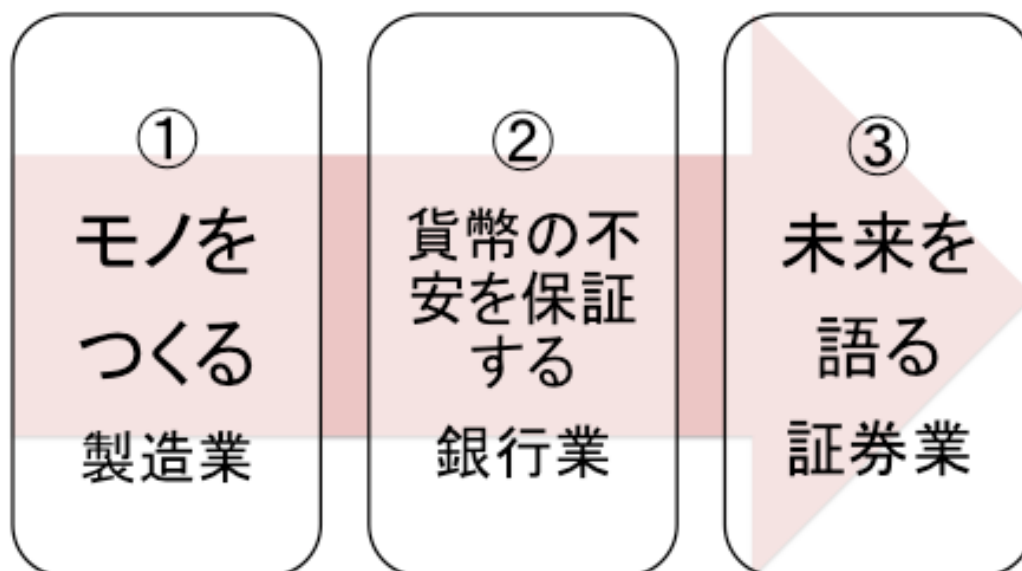 ①
モノを
つくる
製造業
②
貨幣の不
安を保証
する
銀行業
③
未来を
語る
証券業